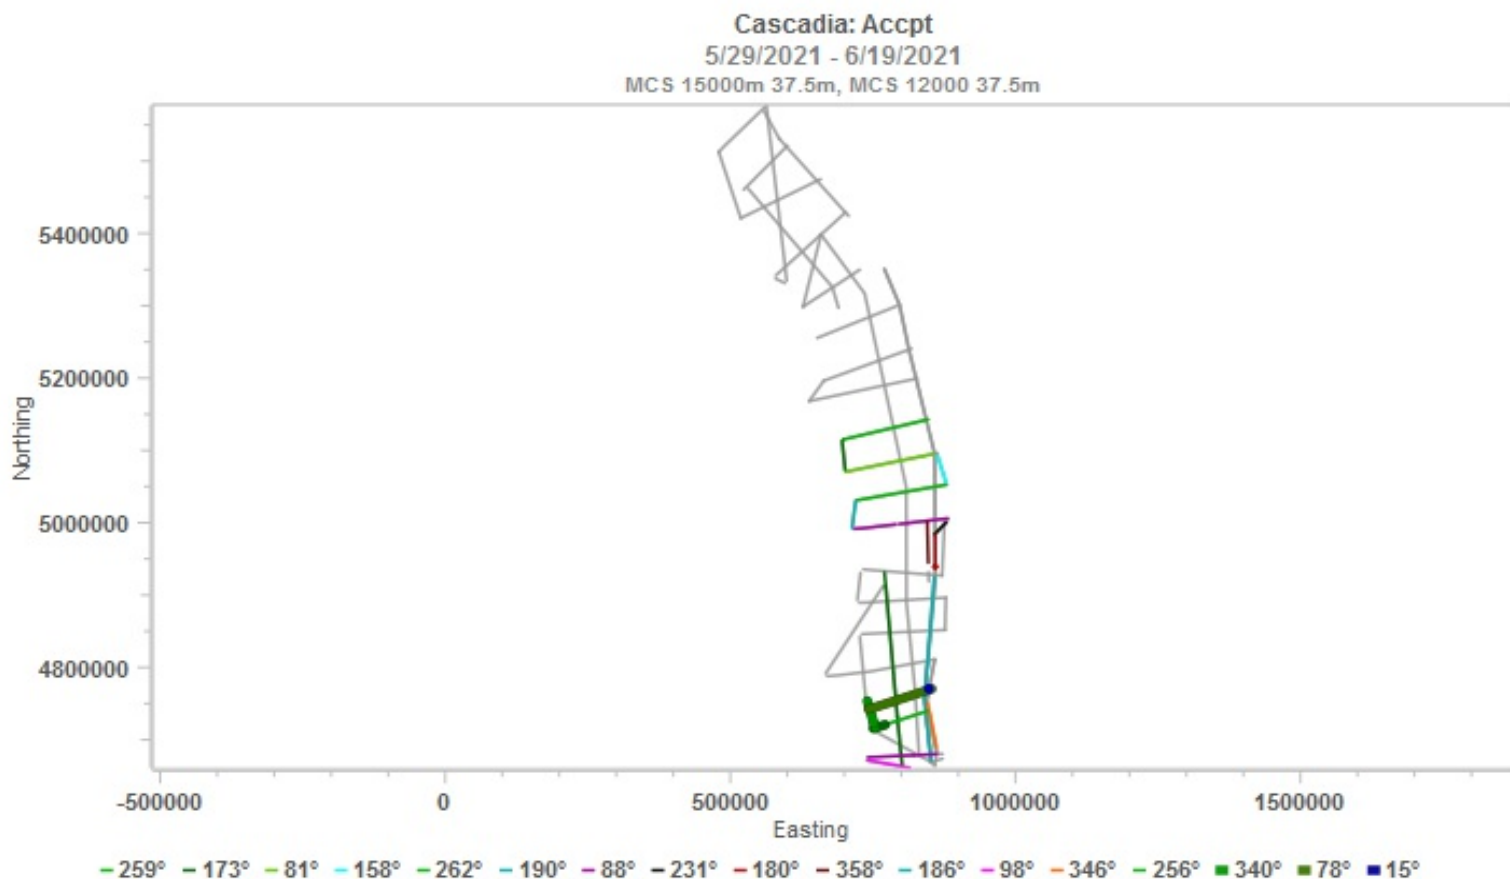 Cascadia: Accpt
5/29/2021 - 6/19/2021
MCS 15000m 37.5m, MCS 12000 37.5m
Northing
5400000
5200000
5000000
4800000
-500000 0 500000 1000000 1500000
Easting
259° 173° 81° 158° 262° 190° 88° 231° 180° 358° 186° 98° 346° 256° 340° 78° 15°